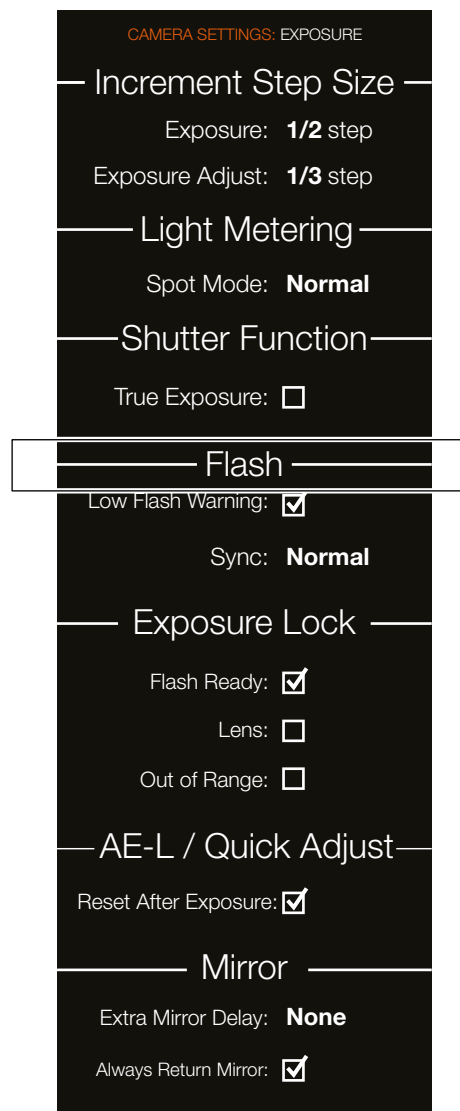 CAMERA SETTINGS: EXPOSURE
Increment Step Size
Exposure: 1/2 step
Exposure Adjust: 1/3 step
Light Metering
Spot Mode: Normal
Shutter Function
True Exposure:
Flash
Low Flash Warning:
Sync: Normal
Exposure Lock
Flash Ready:
Lens:
Out of Range:
AE-L / Quick Adjust
Reset After Exposure:
Mirror
Extra Mirror Delay: None
Always Return Mirror: